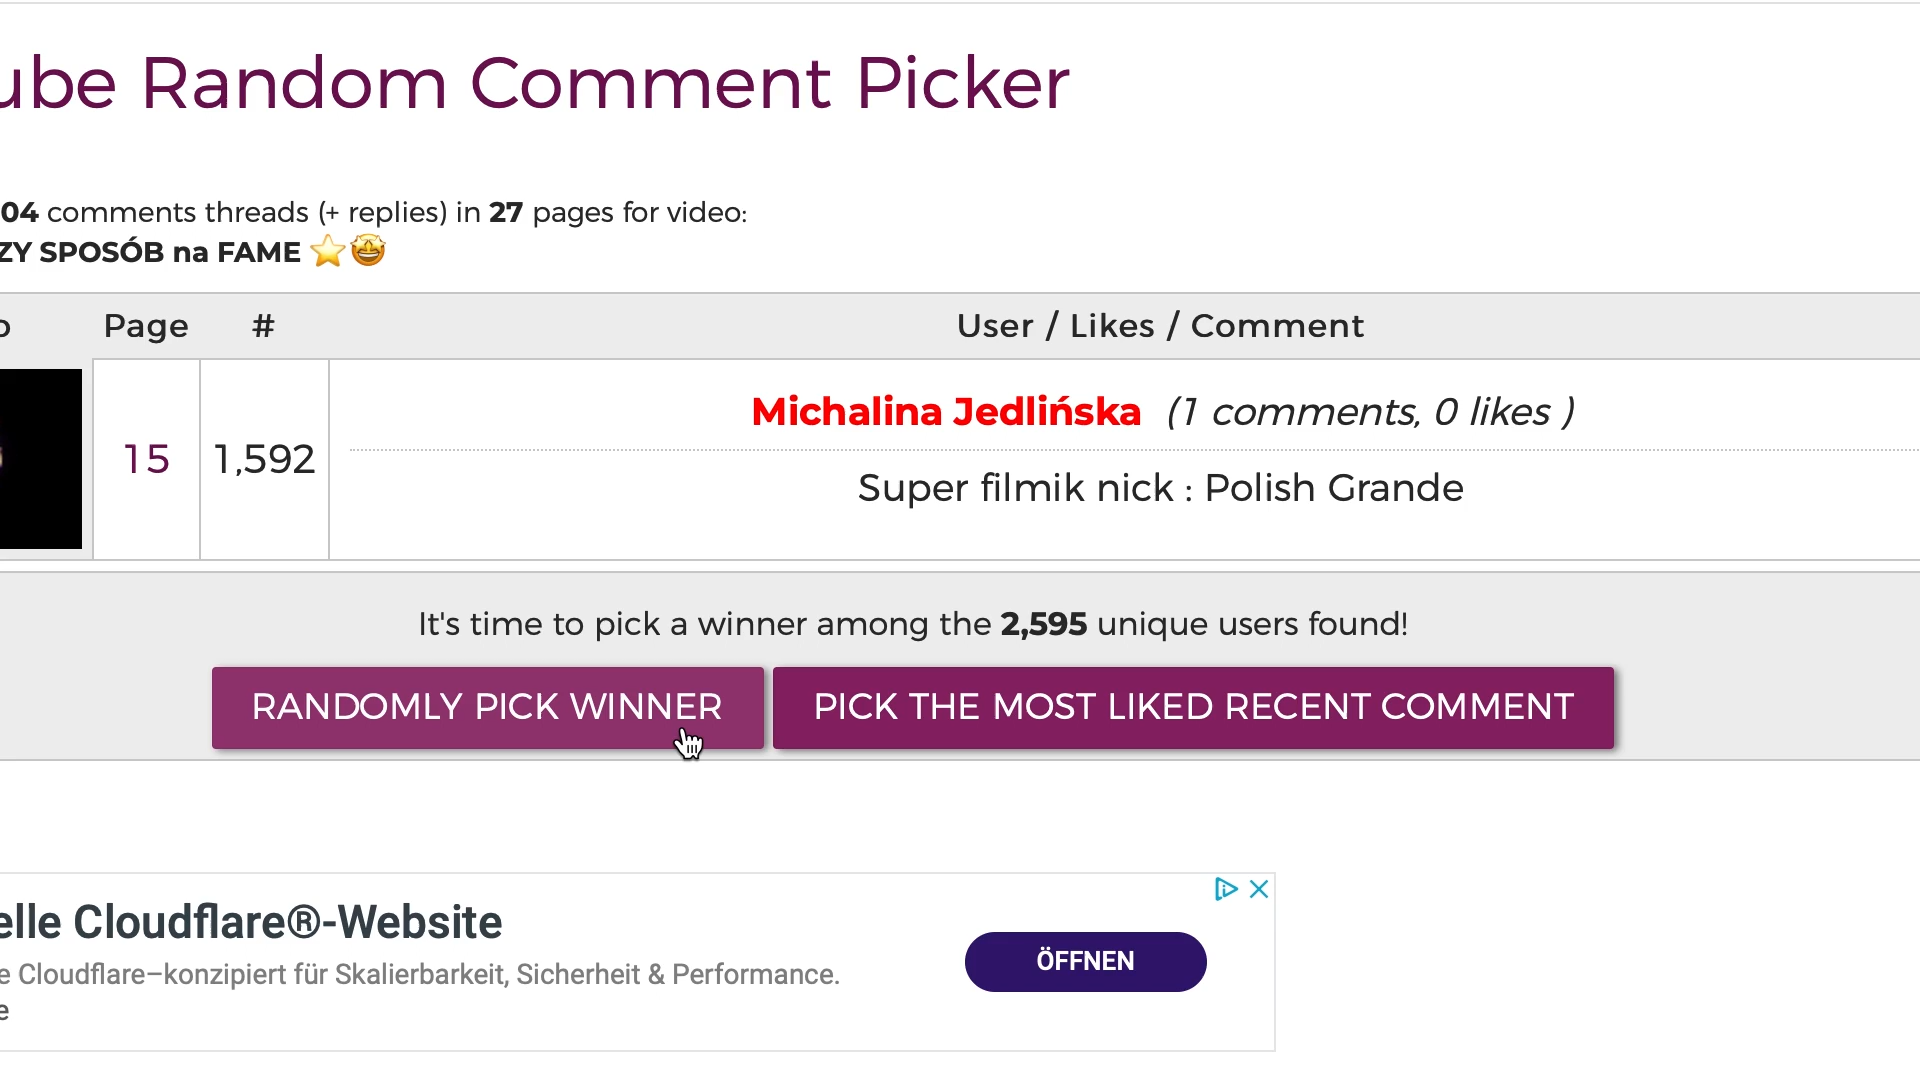 ube Random Comment Picker
04 comments threads (+ replies) in 27 pages for video:
ZY SPOSÓB na FAME ⭐🤩
Page # User / Likes / Comment
15 1,592 Michalina Jedlińska (1 comments, 0 likes )
Super filmik nick : Polish Grande
It's time to pick a winner among the 2,595 unique users found!
RANDOMLY PICK WINNER PICK THE MOST LIKED RECENT COMMENT
elle Cloudflare®-Website
e Cloudflare–konzipiert für Skalierbarkeit, Sicherheit & Performance.
e
ÖFFNEN